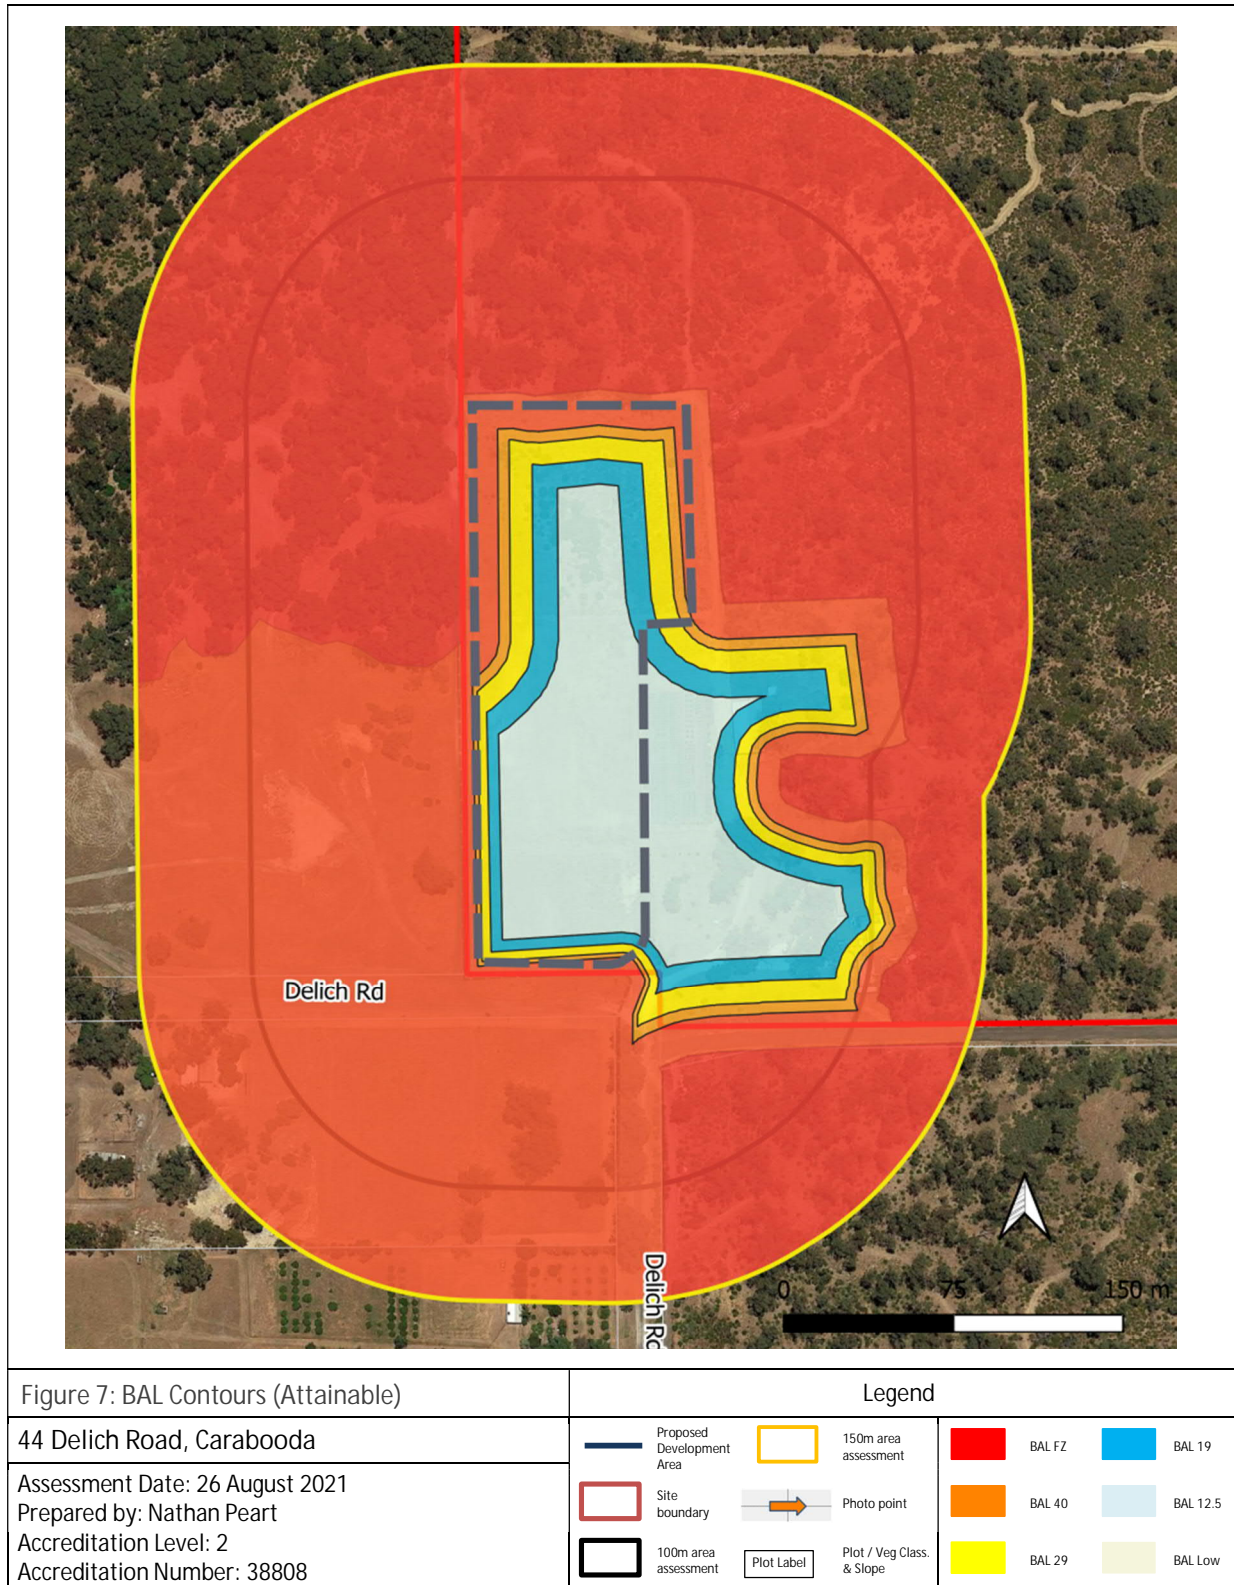 Delich Rd
Delich Rd
0 75 150 m
Figure 7: BAL Contours (Attainable)
44 Delich Road, Carabooda
Assessment Date: 26 August 2021
Prepared by: Nathan Peart
Accreditation Level: 2
Accreditation Number: 38808
Legend
Proposed
Development
Area
150m area
assessment
Site
boundary
Photo point
100m area
assessment
Plot Label
Plot / Veg Class.
& Slope
BAL FZ
BAL 19
BAL 40
BAL 12.5
BAL 29
BAL Low